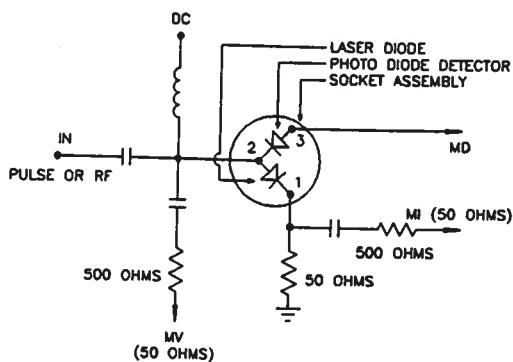 DC
LASER DIODE
PHOTO DIODE DETECTOR
SOCKET ASSEMBLY
IN
2
3
MD
PULSE OR RF
1
MI (50 OHMS)
500 OHMS
500 OHMS
50 OHMS
MV
(50 OHMS)